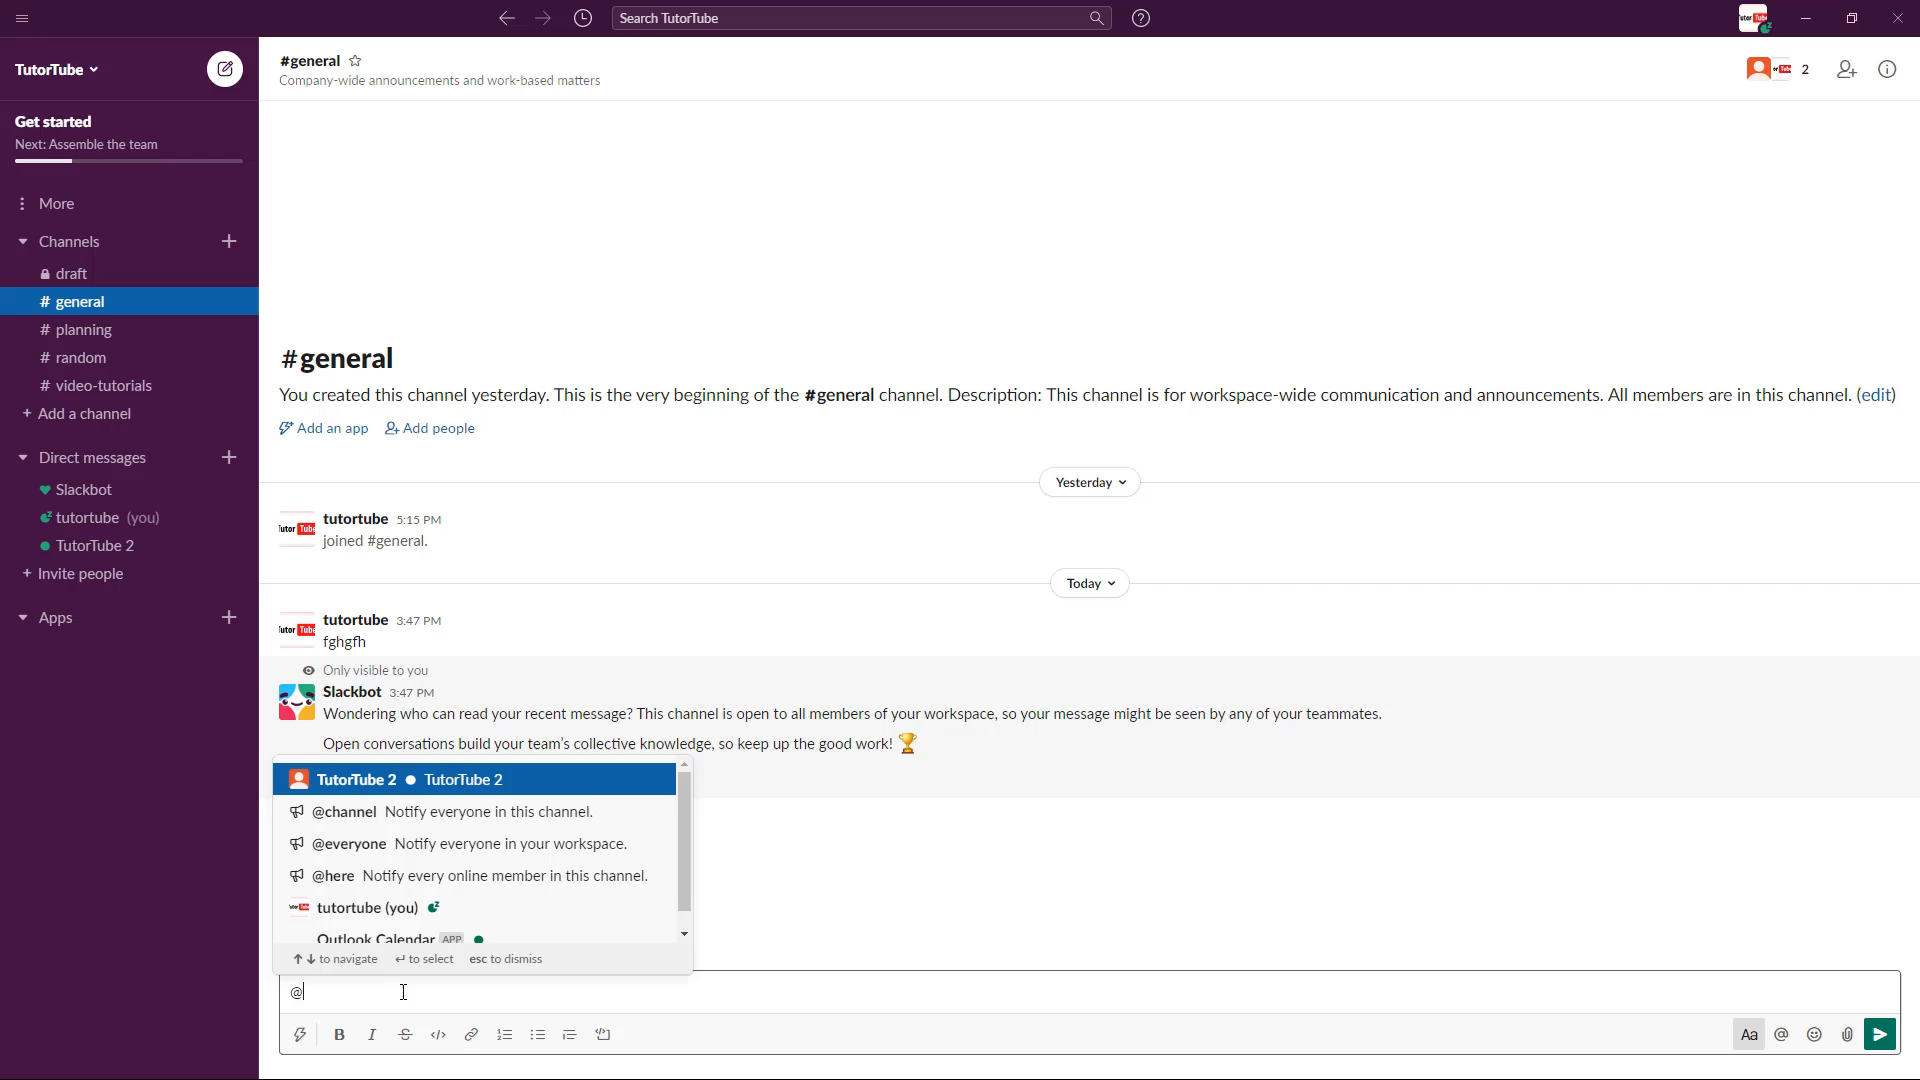 Search TutorTube
TutorTube
Get started
Next: Assemble the team
More
Channels
draft
# general
# planning
# random
# video-tutorials
+ Add a channel
Direct messages
Slackbot
tutortube (you)
TutorTube 2
+ Invite people
Apps
#general
Company-wide announcements and work-based matters
2
#general
You created this channel yesterday. This is the very beginning of the #general channel. Description: This channel is for workspace-wide communication and announcements. All members are in this channel. (edit)
Add an app Add people
Yesterday
Tutor Tube
tutortube 5:15 PM
joined #general.
Today
Tutor Tube
tutortube 3:47 PM
fghgfh
Only visible to you
Slackbot 3:47 PM
Wondering who can read your recent message? This channel is open to all members of your workspace, so your message might be seen by any of your teammates.
Open conversations build your team’s collective knowledge, so keep up the good work!
TutorTube 2 TutorTube 2
@channel Notify everyone in this channel.
@everyone Notify everyone in your workspace.
@here Notify every online member in this channel.
tutortube (you)
Outlook Calendar APP
↑↓ to navigate ↵ to select esc to dismiss
@
B I S </> Aa @